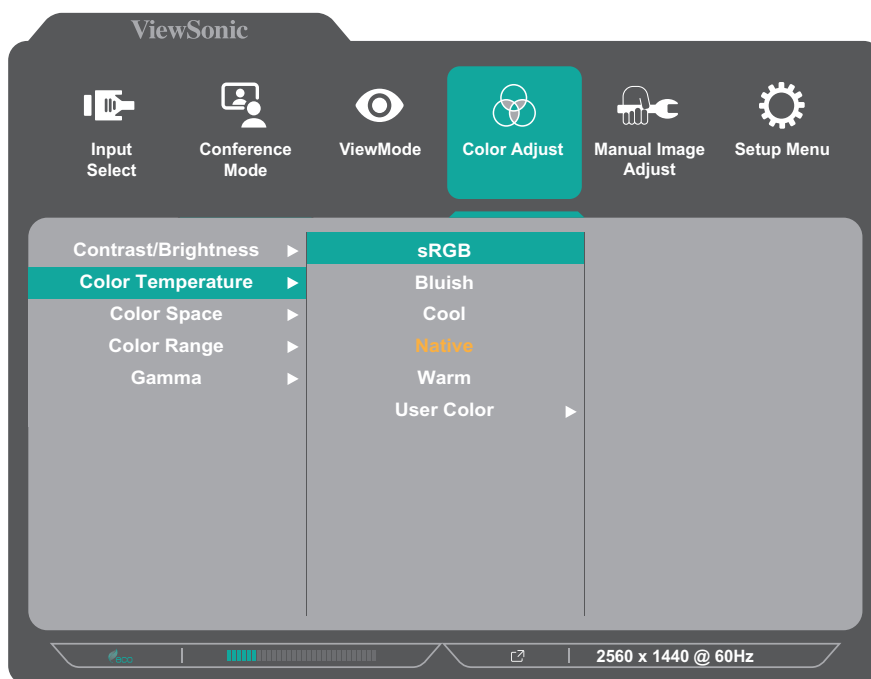 ViewSonic
Input Select
Conference Mode
ViewMode
Color Adjust
Manual Image Adjust
Setup Menu
Contrast/Brightness
Color Temperature
Color Space
Color Range
Gamma
sRGB
Bluish
Cool
Native
Warm
User Color
eco
2560 x 1440 @ 60Hz